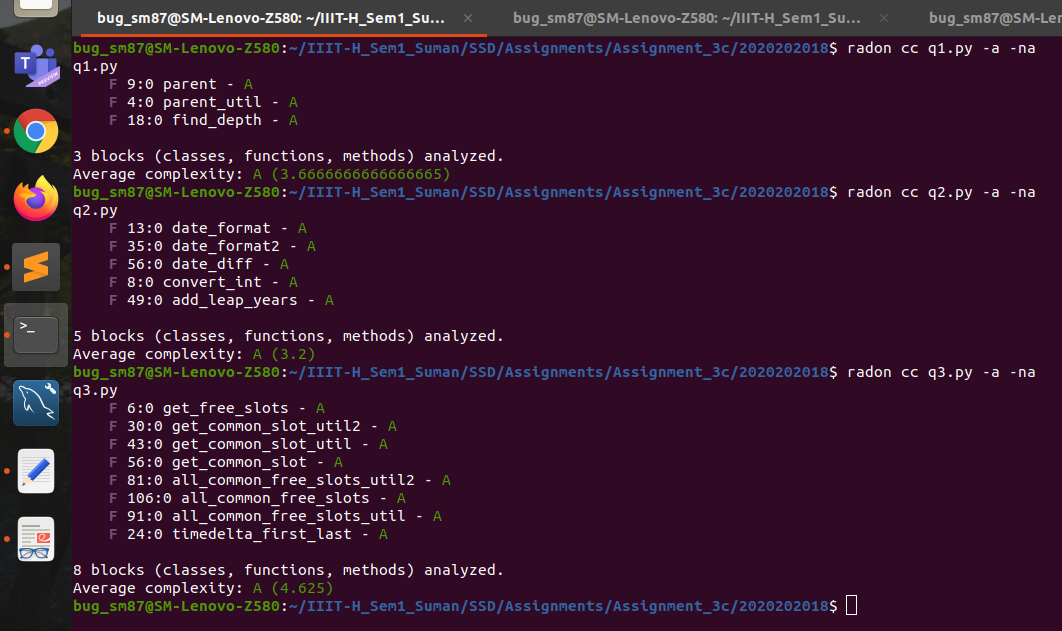 bug_sm87@SM-Lenovo-Z580: ~/IIIT-H_Sem1_Su... × bug_sm87@SM-Lenovo-Z580: ~/IIIT-H_Sem1_Su... × bug_sm87@SM-Le
bug_sm87@SM-Lenovo-Z580:~/IIIT-H_Sem1_Suman/SSD/Assignments/Assignment_3c/2020202018$ radon cc q1.py -a -na
q1.py
    F 9:0 parent - A
    F 4:0 parent_util - A
    F 18:0 find_depth - A

3 blocks (classes, functions, methods) analyzed.
Average complexity: A (3.6666666666666665)
bug_sm87@SM-Lenovo-Z580:~/IIIT-H_Sem1_Suman/SSD/Assignments/Assignment_3c/2020202018$ radon cc q2.py -a -na
q2.py
    F 13:0 date_format - A
    F 35:0 date_format2 - A
    F 56:0 date_diff - A
    F 8:0 convert_int - A
    F 49:0 add_leap_years - A

5 blocks (classes, functions, methods) analyzed.
Average complexity: A (3.2)
bug_sm87@SM-Lenovo-Z580:~/IIIT-H_Sem1_Suman/SSD/Assignments/Assignment_3c/2020202018$ radon cc q3.py -a -na
q3.py
    F 6:0 get_free_slots - A
    F 30:0 get_common_slot_util2 - A
    F 43:0 get_common_slot_util - A
    F 56:0 get_common_slot - A
    F 81:0 all_common_free_slots_util2 - A
    F 106:0 all_common_free_slots - A
    F 91:0 all_common_free_slots_util - A
    F 24:0 timedelta_first_last - A

8 blocks (classes, functions, methods) analyzed.
Average complexity: A (4.625)
bug_sm87@SM-Lenovo-Z580:~/IIIT-H_Sem1_Suman/SSD/Assignments/Assignment_3c/2020202018$
T
PREVIEW
>_